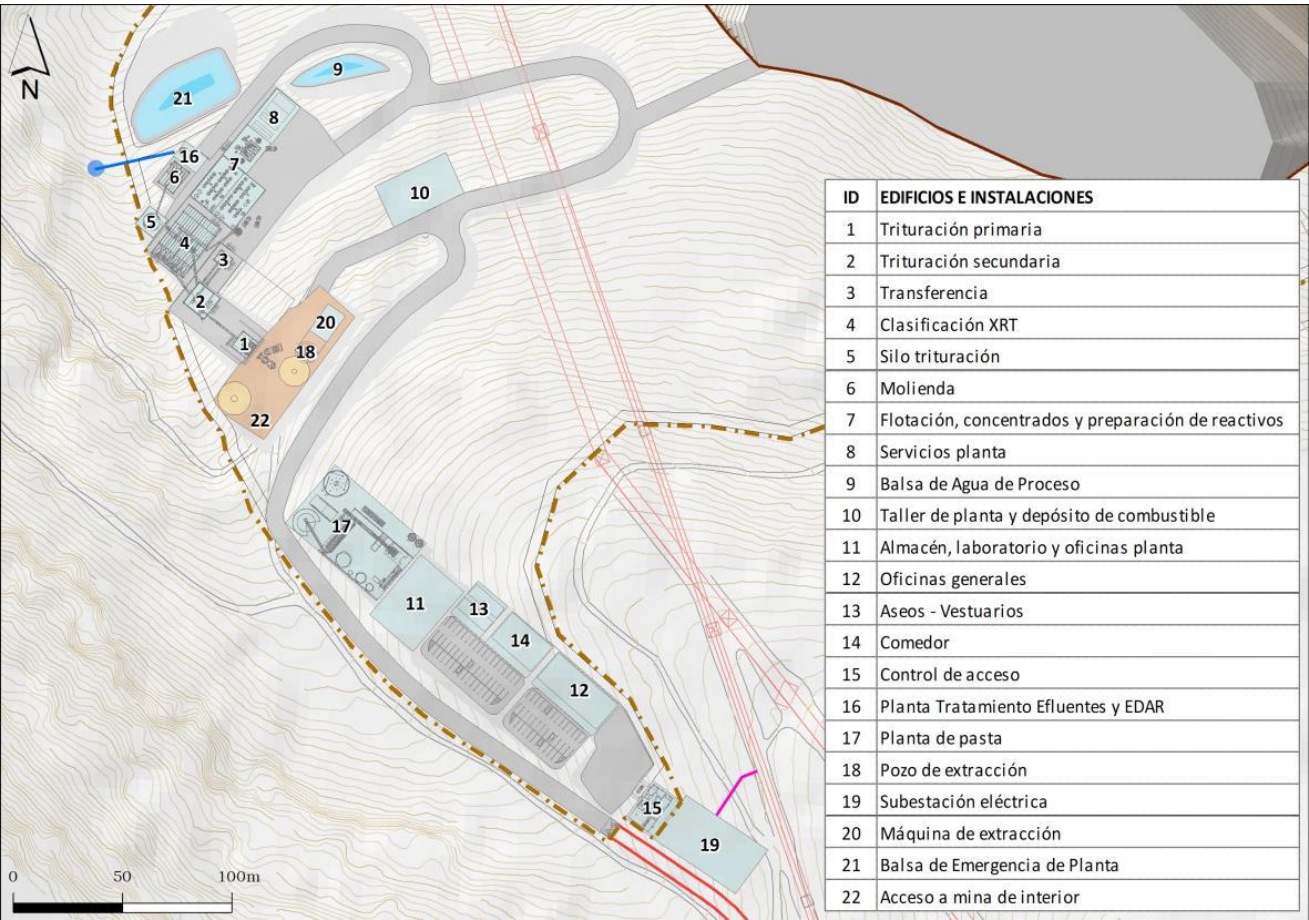 N
21
9
8
16
7
6
10
5
4
3
2
20
1
18
22
17
11
13
14
12
15
19
0 50 100m
ID EDIFICIOS E INSTALACIONES
1 Trituración primaria
2 Trituración secundaria
3 Transferencia
4 Clasificación XRT
5 Silo trituración
6 Molienda
7 Flotación, concentrados y preparación de reactivos
8 Servicios planta
9 Balsa de Agua de Proceso
10 Taller de planta y depósito de combustible
11 Almacén, laboratorio y oficinas planta
12 Oficinas generales
13 Aseos - Vestuarios
14 Comedor
15 Control de acceso
16 Planta Tratamiento Efluentes y EDAR
17 Planta de pasta
18 Pozo de extracción
19 Subestación eléctrica
20 Máquina de extracción
21 Balsa de Emergencia de Planta
22 Acceso a mina de interior